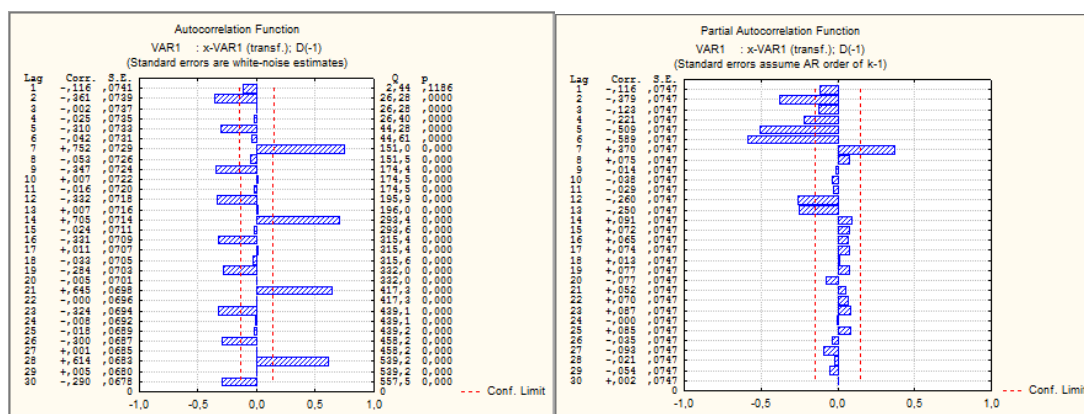 Autocorrelation Function
VAR1 : x-VAR1 (transf.); D(-1)
(Standard errors are white-noise estimates)
Lag Corr. S.E. Q p
1 -,116 ,0741 2,44 ,1186
2 -,361 ,0739 26,28 ,0000
3 -,002 ,0737 26,28 ,0000
4 -,025 ,0735 26,40 ,0000
5 -,310 ,0733 44,28 ,0000
6 -,042 ,0731 44,61 ,0000
7 +,752 ,0729 151,0 0,000
8 -,053 ,0726 151,5 0,000
9 -,347 ,0724 174,4 0,000
10 +,007 ,0722 174,5 0,000
11 -,016 ,0720 174,5 0,000
12 -,332 ,0718 195,9 0,000
13 +,007 ,0716 196,0 0,000
14 +,705 ,0714 293,4 0,000
15 -,024 ,0711 293,6 0,000
16 -,331 ,0709 315,4 0,000
17 +,011 ,0707 315,4 0,000
18 -,033 ,0705 315,6 0,000
19 -,284 ,0703 332,0 0,000
20 -,005 ,0701 332,0 0,000
21 +,645 ,0698 417,3 0,000
22 -,000 ,0696 417,3 0,000
23 -,324 ,0694 439,1 0,000
24 -,008 ,0692 439,1 0,000
25 -,018 ,0689 439,2 0,000
26 -,300 ,0687 458,2 0,000
27 +,001 ,0685 458,2 0,000
28 +,614 ,0683 539,2 0,000
29 +,005 ,0680 539,2 0,000
30 -,290 ,0678 557,5 0,000
0 0
-1,0 -0,5 0,0 0,5 1,0
Conf. Limit
Partial Autocorrelation Function
VAR1 : x-VAR1 (transf.); D(-1)
(Standard errors assume AR order of k-1)
Lag Corr. S.E.
1 -,116 ,0747
2 -,379 ,0747
3 -,123 ,0747
4 -,221 ,0747
5 -,509 ,0747
6 -,589 ,0747
7 +,370 ,0747
8 +,075 ,0747
9 -,014 ,0747
10 -,038 ,0747
11 -,029 ,0747
12 -,260 ,0747
13 -,250 ,0747
14 +,091 ,0747
15 +,072 ,0747
16 +,065 ,0747
17 +,074 ,0747
18 +,013 ,0747
19 +,077 ,0747
20 -,080 ,0747
21 +,052 ,0747
22 +,070 ,0747
23 +,087 ,0747
24 -,000 ,0747
25 +,085 ,0747
26 -,035 ,0747
27 -,093 ,0747
28 -,021 ,0747
29 -,054 ,0747
30 +,002 ,0747
0 0
-1,0 -0,5 0,0 0,5 1,0
Conf. Limit